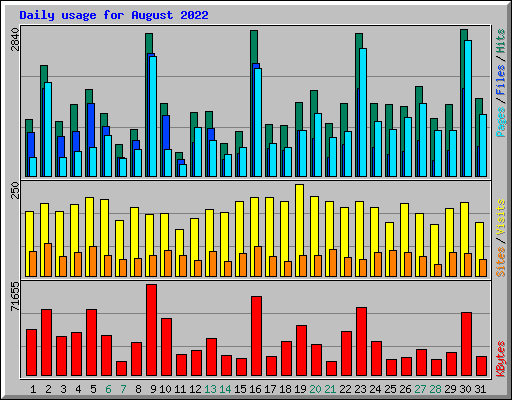 Daily usage for August 2022
2840
Pages / Files / Hits
250
Sites / Visits
71655
KBytes
1 2 3 4 5 6 7 8 9 10 11 12 13 14 15 16 17 18 19 20 21 22 23 24 25 26 27 28 29 30 31